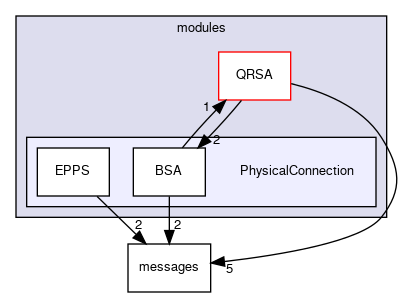 modules
QRSA
1
2
EPPS
BSA
PhysicalConnection
2
2
messages
5